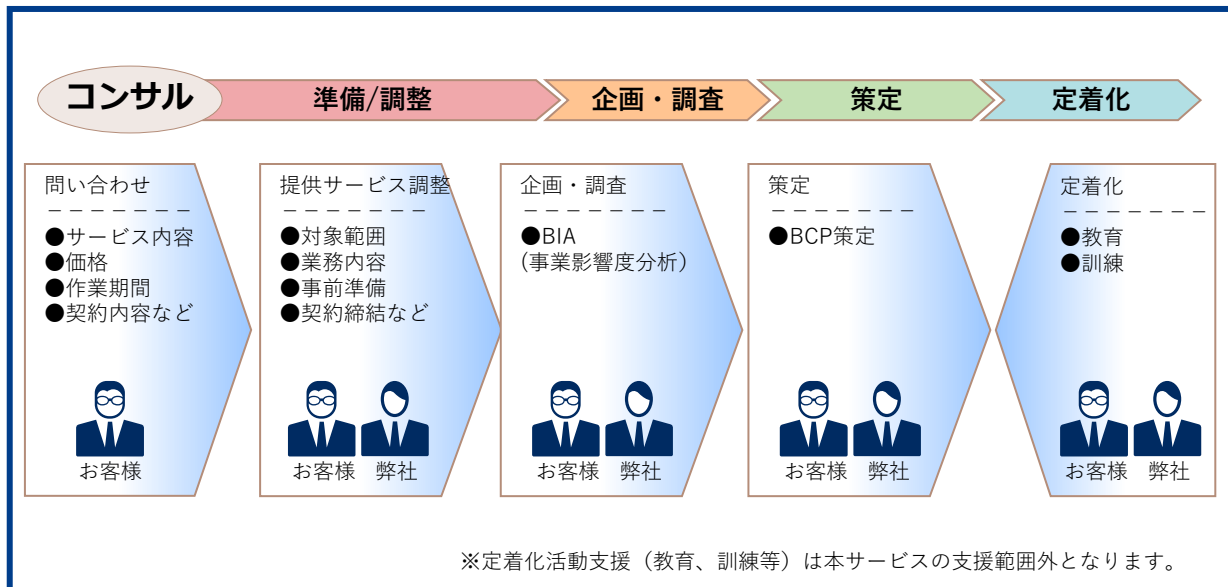 コンサル
準備/調整
企画・調査
策定
定着化
問い合わせ
－－－－－－－
●サービス内容
●価格
●作業期間
●契約内容など
お客様
提供サービス調整
－－－－－－－
●対象範囲
●業務内容
●事前準備
●契約締結など
お客様
弊社
企画・調査
－－－－－－－
●BIA
(事業影響度分析）
お客様
弊社
策定
－－－－－－－
●BCP策定
お客様
弊社
定着化
－－－－－－－
●教育
●訓練
お客様
弊社
※定着化活動支援（教育、訓練等）は本サービスの支援範囲外となります。